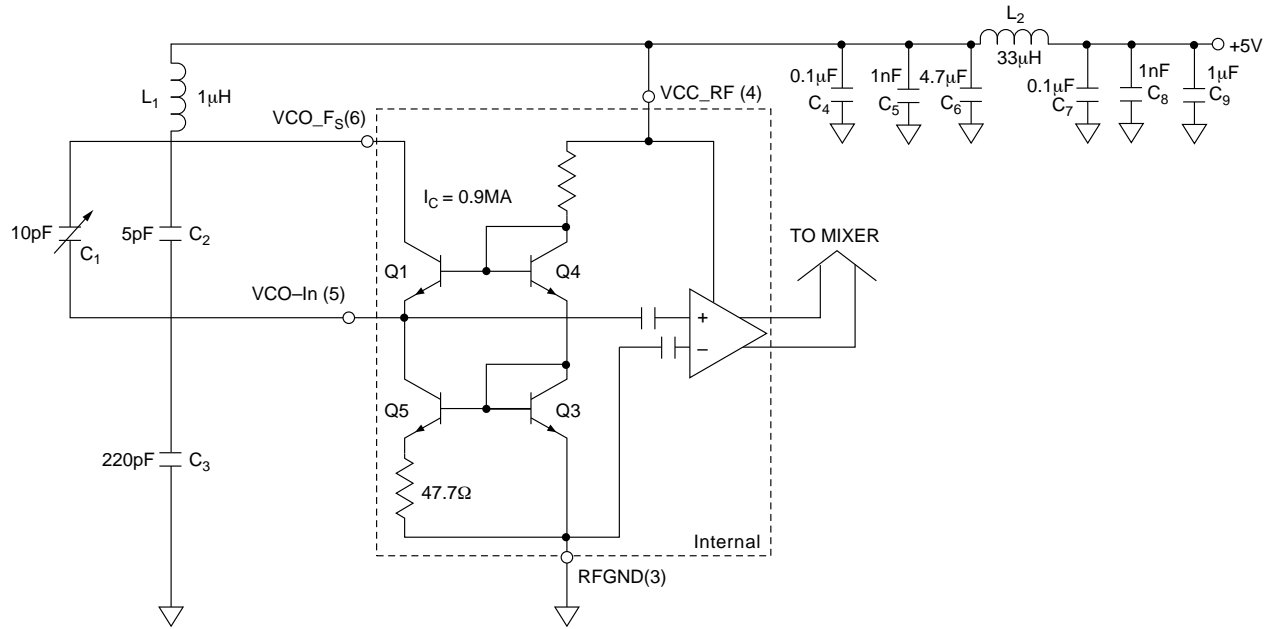 L2
+5V
33µH
0.1µF
C4
1nF
C5
4.7µF
C6
0.1µF
C7
1nF
C8
1µF
C9
L1
1µH
VCC_RF (4)
VCO_FS(6)
IC = 0.9MA
10pF
C1
5pF
C2
TO MIXER
Q1
Q4
VCO–In (5)
+
–
Q5
Q3
220pF
C3
47.7Ω
Internal
RFGND(3)